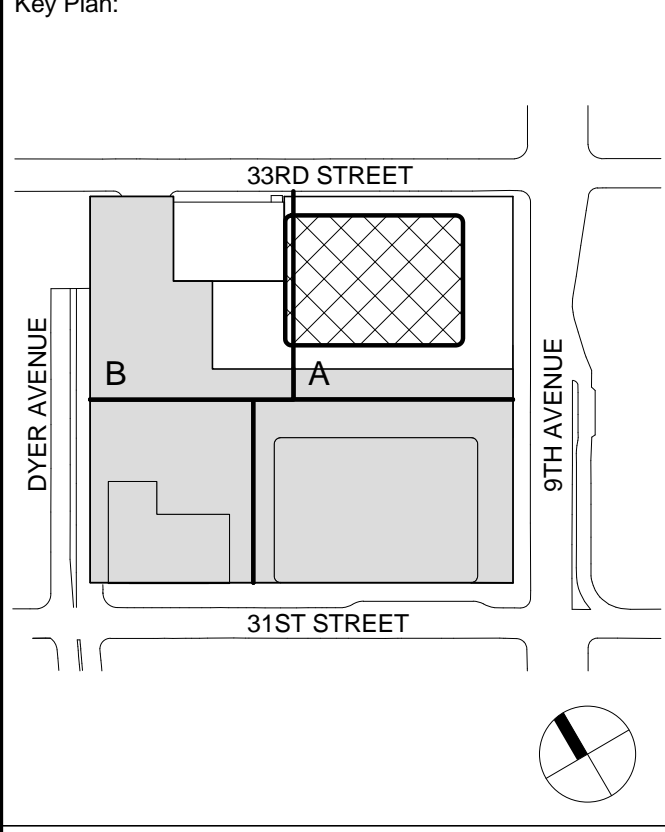 Key Plan:
33RD STREET
DYER AVENUE
B
A
9TH AVENUE
31ST STREET